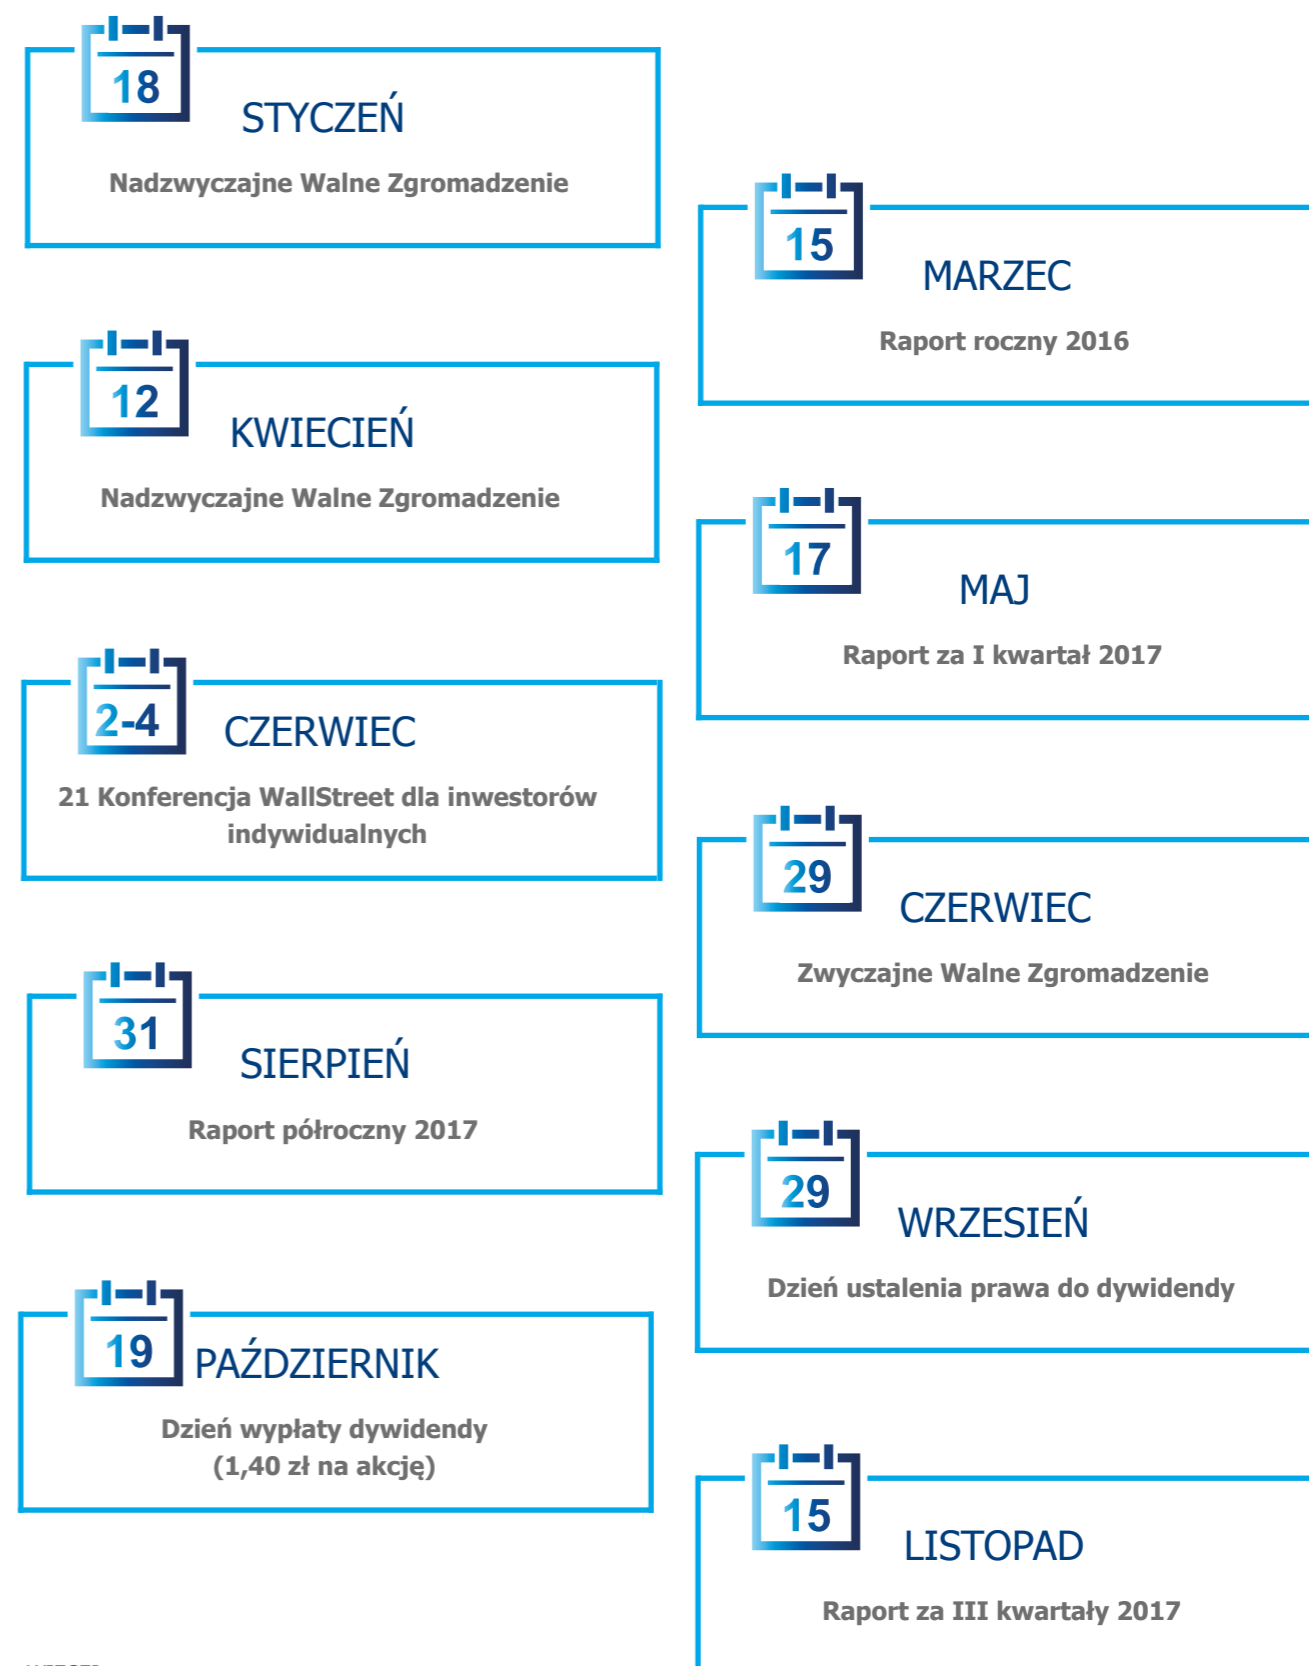 18
STYCZEŃ
Nadzwyczajne Walne Zgromadzenie
15
MARZEC
Raport roczny 2016
12
KWIECIEŃ
Nadzwyczajne Walne Zgromadzenie
17
MAJ
Raport za I kwartał 2017
2-4
CZERWIEC
21 Konferencja WallStreet dla inwestorów
indywidualnych
29
CZERWIEC
Zwyczajne Walne Zgromadzenie
31
SIERPIEŃ
Raport półroczny 2017
29
WRZESIEŃ
Dzień ustalenia prawa do dywidendy
19
PAŹDZIERNIK
Dzień wypłaty dywidendy
(1,40 zł na akcję)
15
LISTOPAD
Raport za III kwartały 2017